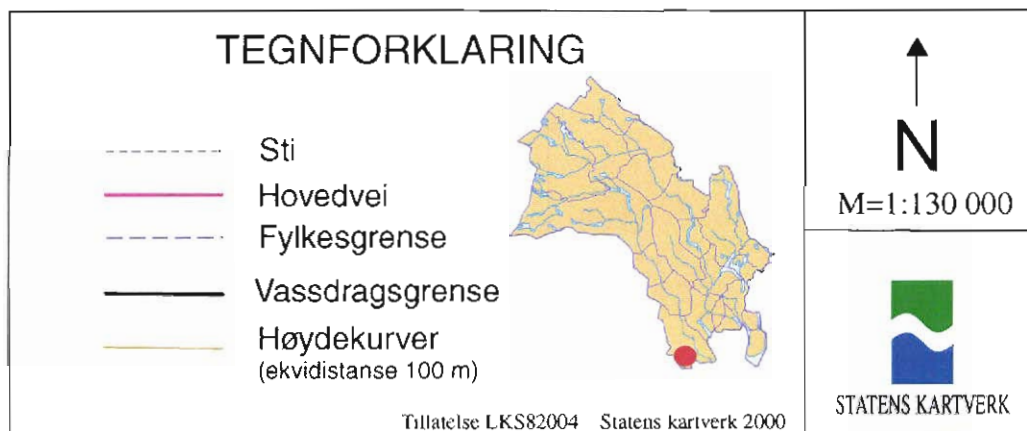 TEGNFORKLARING
Sti
Hovedvei
Fylkesgrense
Vassdragsgrense
Høydekurver
(ekvidistanse 100 m)
Tillatelse LKS82004 Statens kartverk 2000
N
M=1:130 000
STATENS KARTVERK